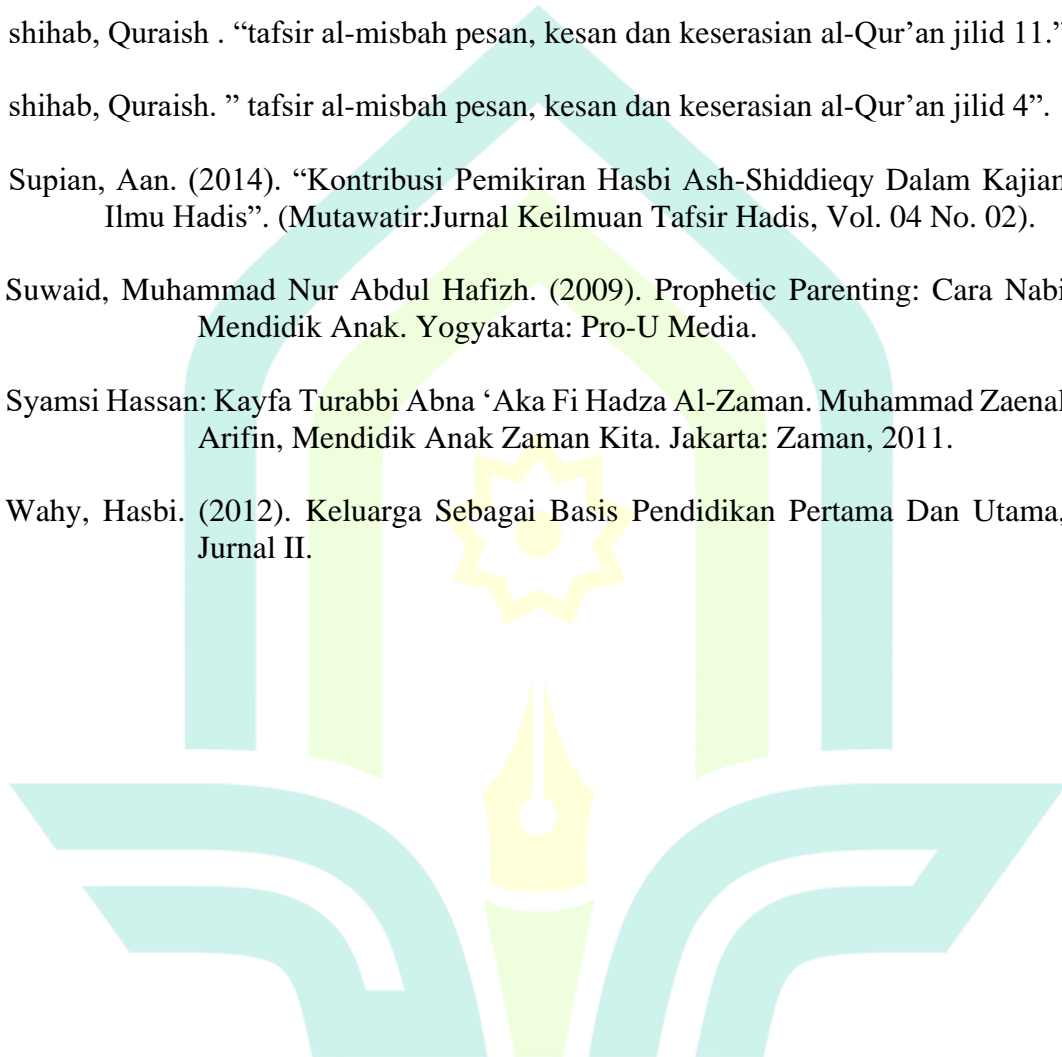 shihab, Quraish . “tafsir al-misbah pesan, kesan dan keserasian al-Qur’an jilid 11.”
shihab, Quraish. ” tafsir al-misbah pesan, kesan dan keserasian al-Qur’an jilid 4”.
Supian, Aan. (2014). “Kontribusi Pemikiran Hasbi Ash-Shiddieqy Dalam Kajian
Ilmu Hadis”. (Mutawatir:Jurnal Keilmuan Tafsir Hadis, Vol. 04 No. 02).
Suwaid, Muhammad Nur Abdul Hafizh. (2009). Prophetic Parenting: Cara Nabi
Mendidik Anak. Yogyakarta: Pro-U Media.
Syamsi Hassan: Kayfa Turabbi Abna ‘Aka Fi Hadza Al-Zaman. Muhammad Zaenal
Arifin, Mendidik Anak Zaman Kita. Jakarta: Zaman, 2011.
Wahy, Hasbi. (2012). Keluarga Sebagai Basis Pendidikan Pertama Dan Utama,
Jurnal II.